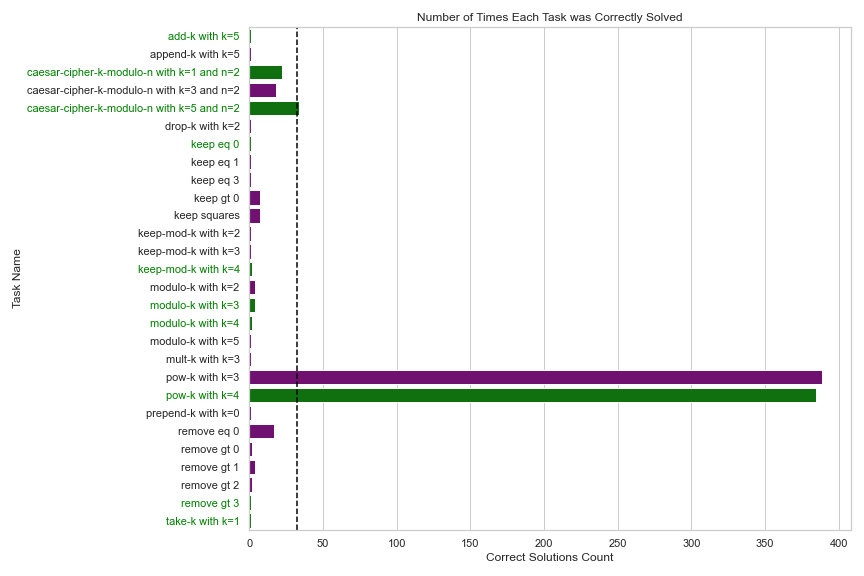 Number of Times Each Task was Correctly Solved
add-k with k=5
append-k with k=5
caesar-cipher-k-modulo-n with k=1 and n=2
caesar-cipher-k-modulo-n with k=3 and n=2
caesar-cipher-k-modulo-n with k=5 and n=2
drop-k with k=2
keep eq 0
keep eq 1
keep eq 3
keep gt 0
keep squares
keep-mod-k with k=2
keep-mod-k with k=3
keep-mod-k with k=4
modulo-k with k=2
modulo-k with k=3
modulo-k with k=4
modulo-k with k=5
mult-k with k=3
pow-k with k=3
pow-k with k=4
prepend-k with k=0
remove eq 0
remove gt 0
remove gt 1
remove gt 2
remove gt 3
take-k with k=1
Task Name
0 50 100 150 200 250 300 350 400
Correct Solutions Count